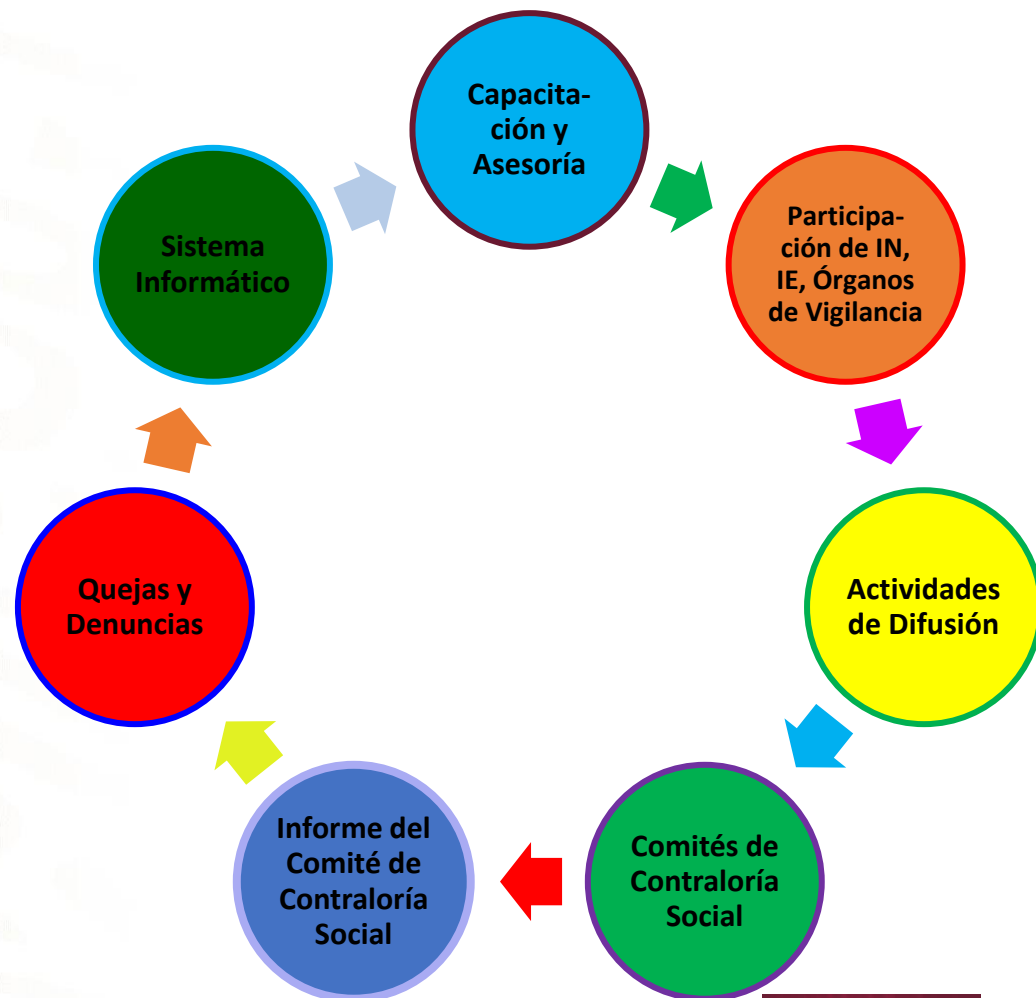 Capacita-
ción y
Asesoría
Participa-
ción de IN,
IE, Órganos
de Vigilancia
Actividades
de Difusión
Comités de
Contraloría
Social
Informe del
Comité de
Contraloría
Social
Quejas y
Denuncias
Sistema
Informático